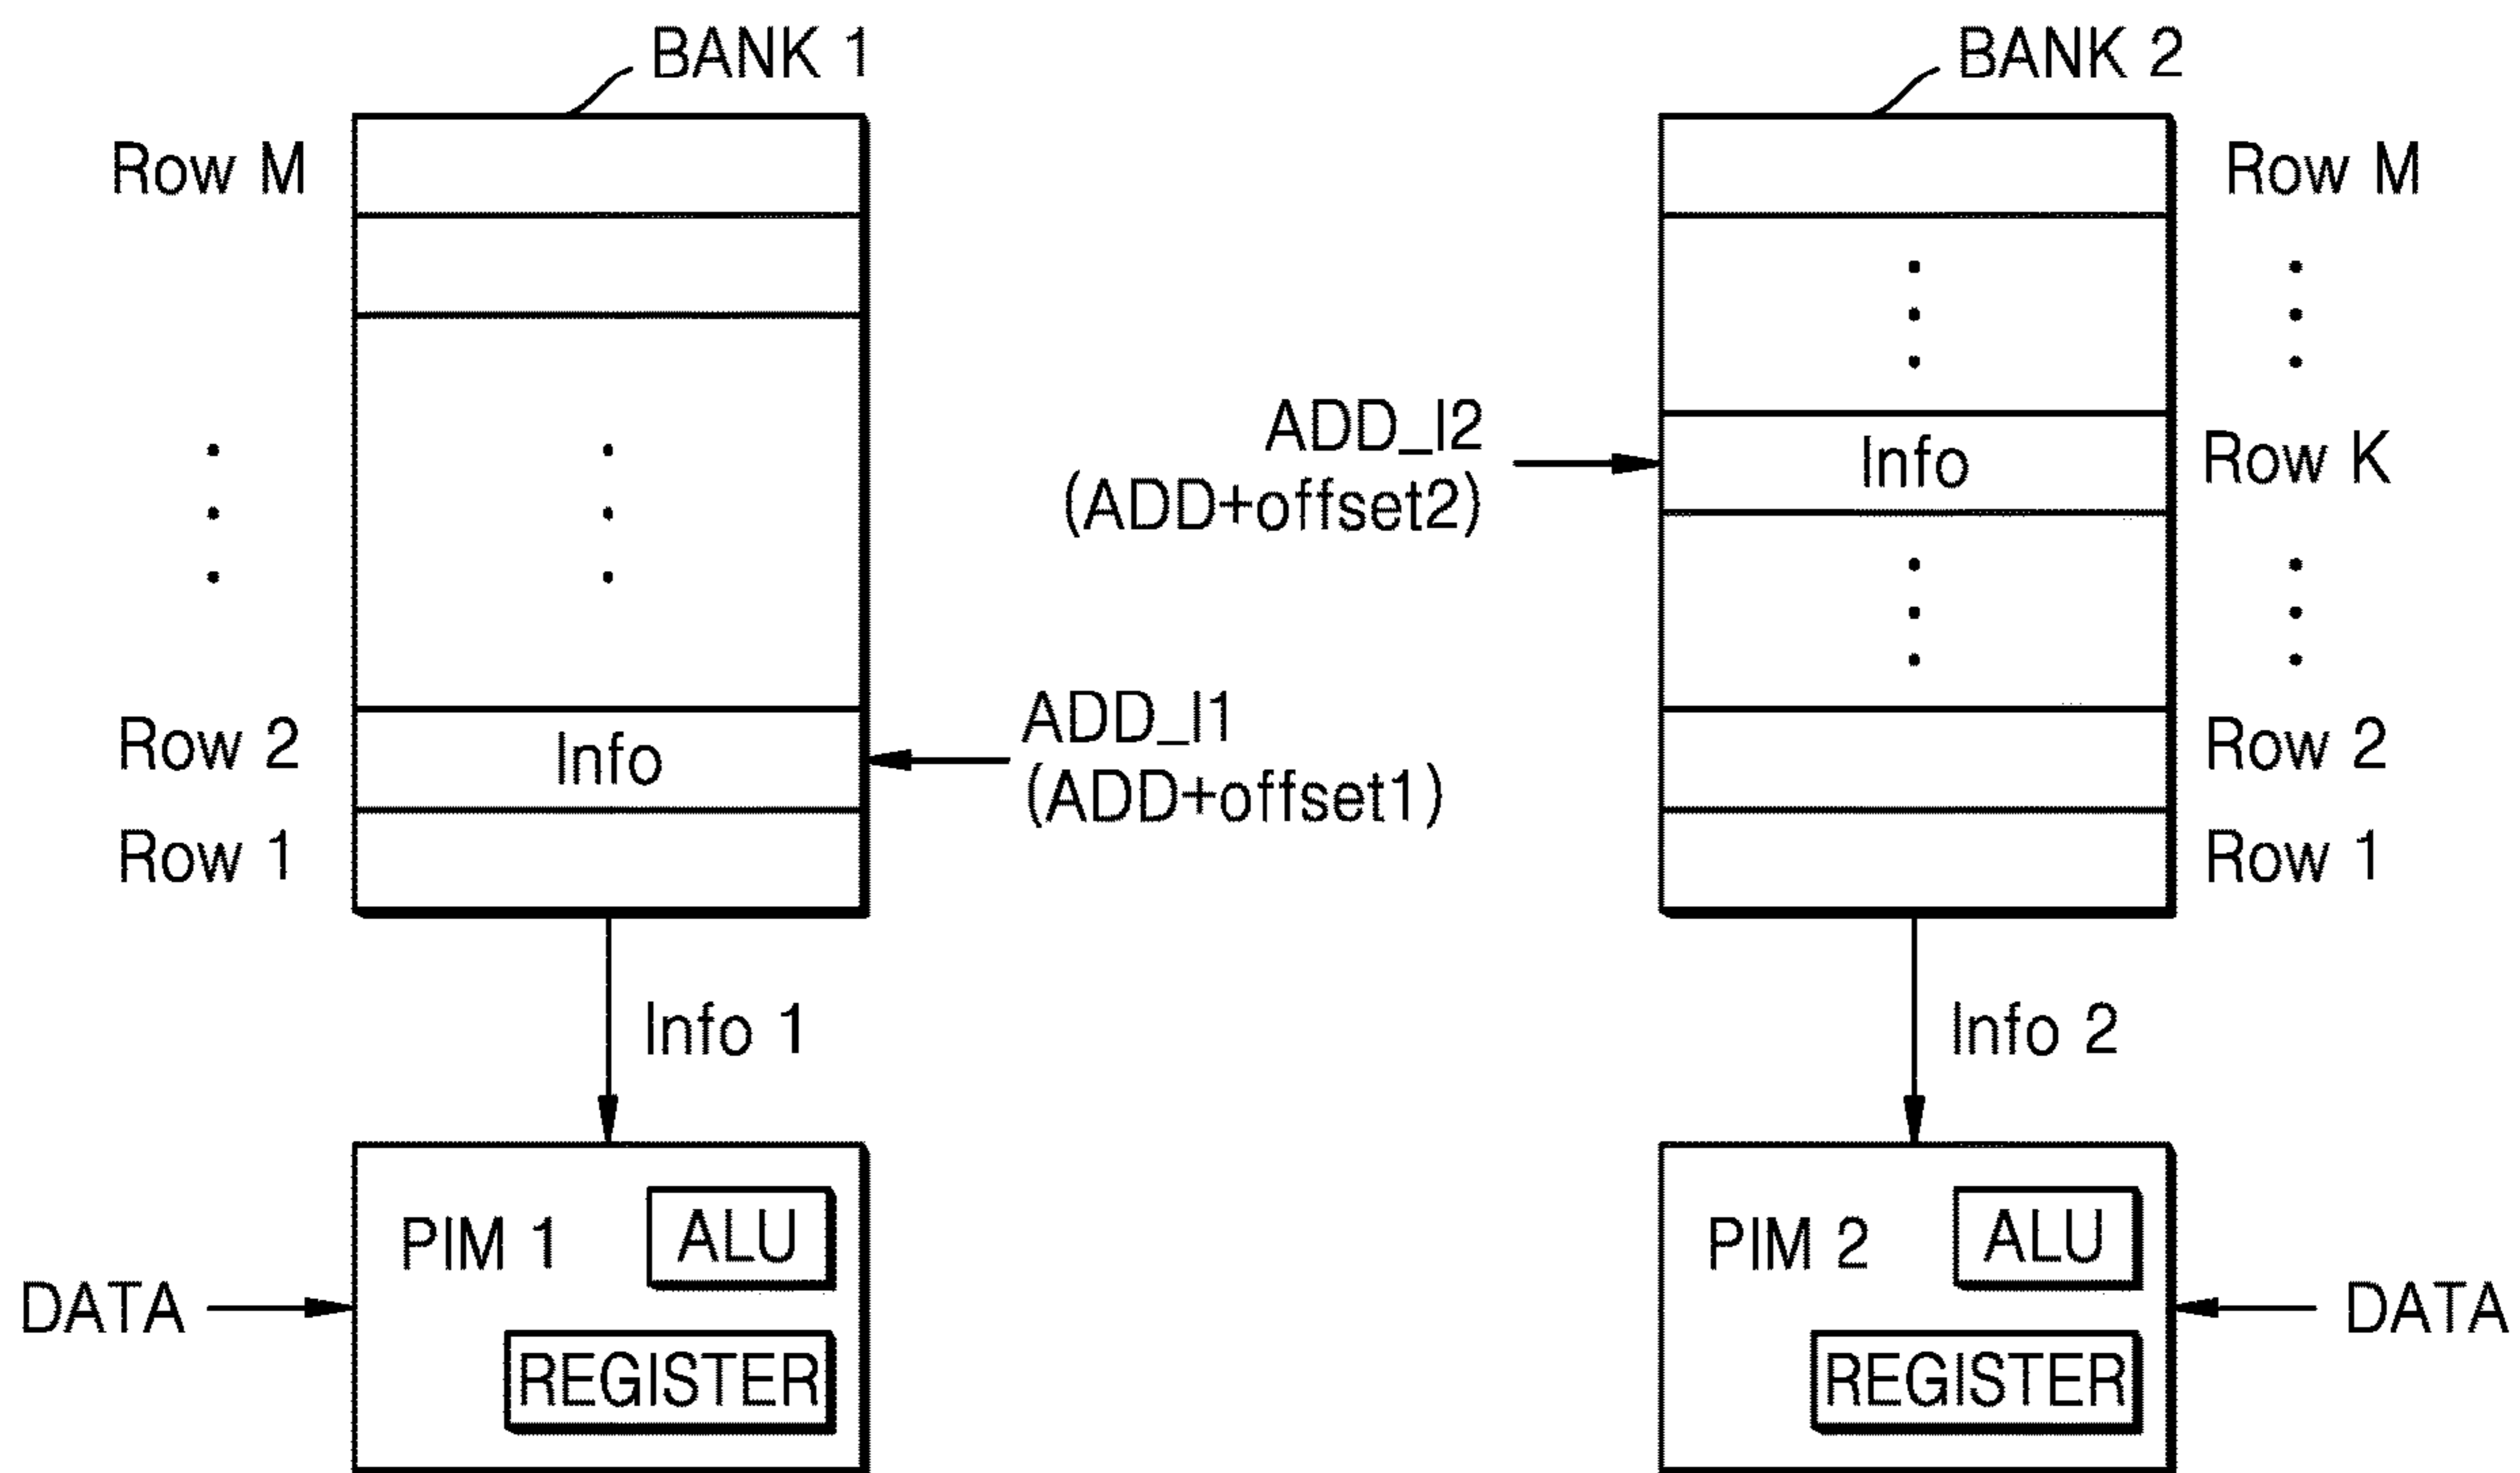 BANK 1
Row M
Info
Row 2
Row 1
ADD_I1
(ADD+offset1)
Info 1
PIM 1
ALU
REGISTER
DATA
BANK 2
Row M
ADD_I2
(ADD+offset2)
Info
Row K
Row 2
Row 1
Info 2
PIM 2
ALU
REGISTER
DATA